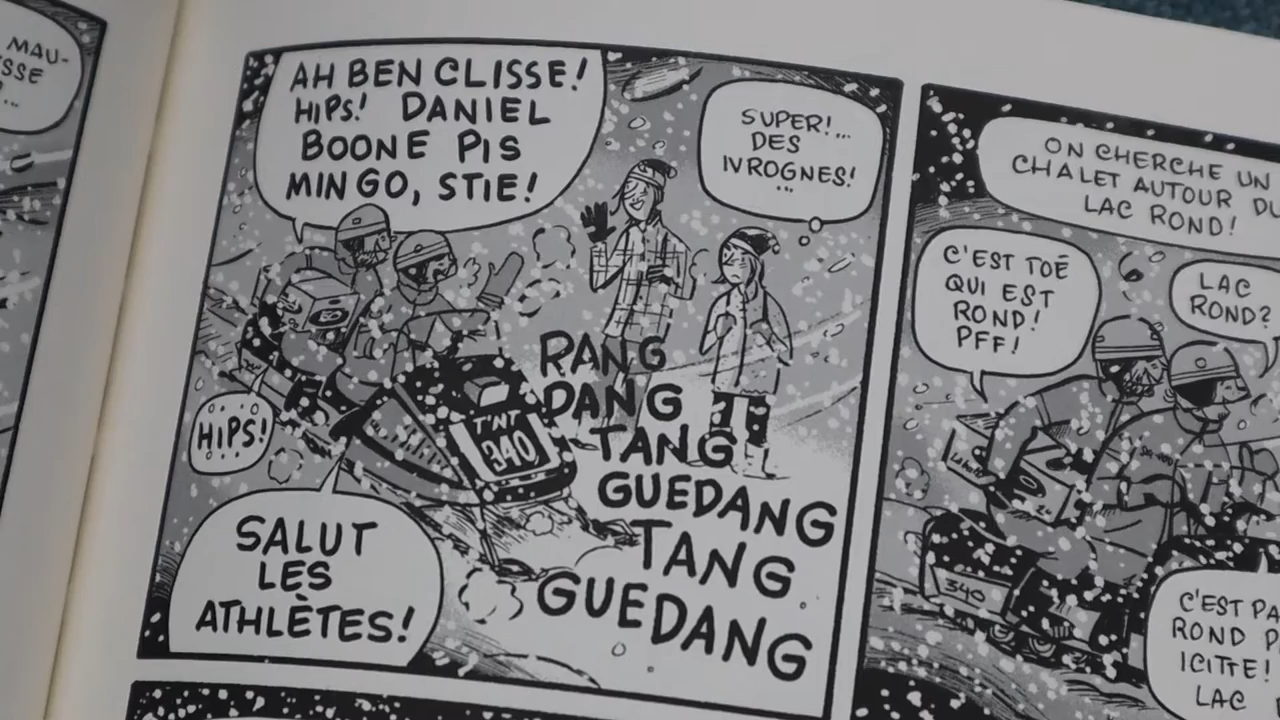 MAU-
SSE
...
AH BEN CLISSE!
HIPS! DANIEL
BOONE PIS
MINGO, STIE!
SUPER!...
DES
IVROGNES!
...
RANG
DANG
TANG
GUEDANG
TANG
GUEDANG
HIPS!
TNT
340
SALUT
LES
ATHLÈTES!
ON CHERCHE UN
CHALET AUTOUR DU
LAC ROND!
C'EST TOÉ
QUI EST
ROND!
PFF!
LAC
ROND?
340
C'EST PA
ROND P
ICITTE!
LAC